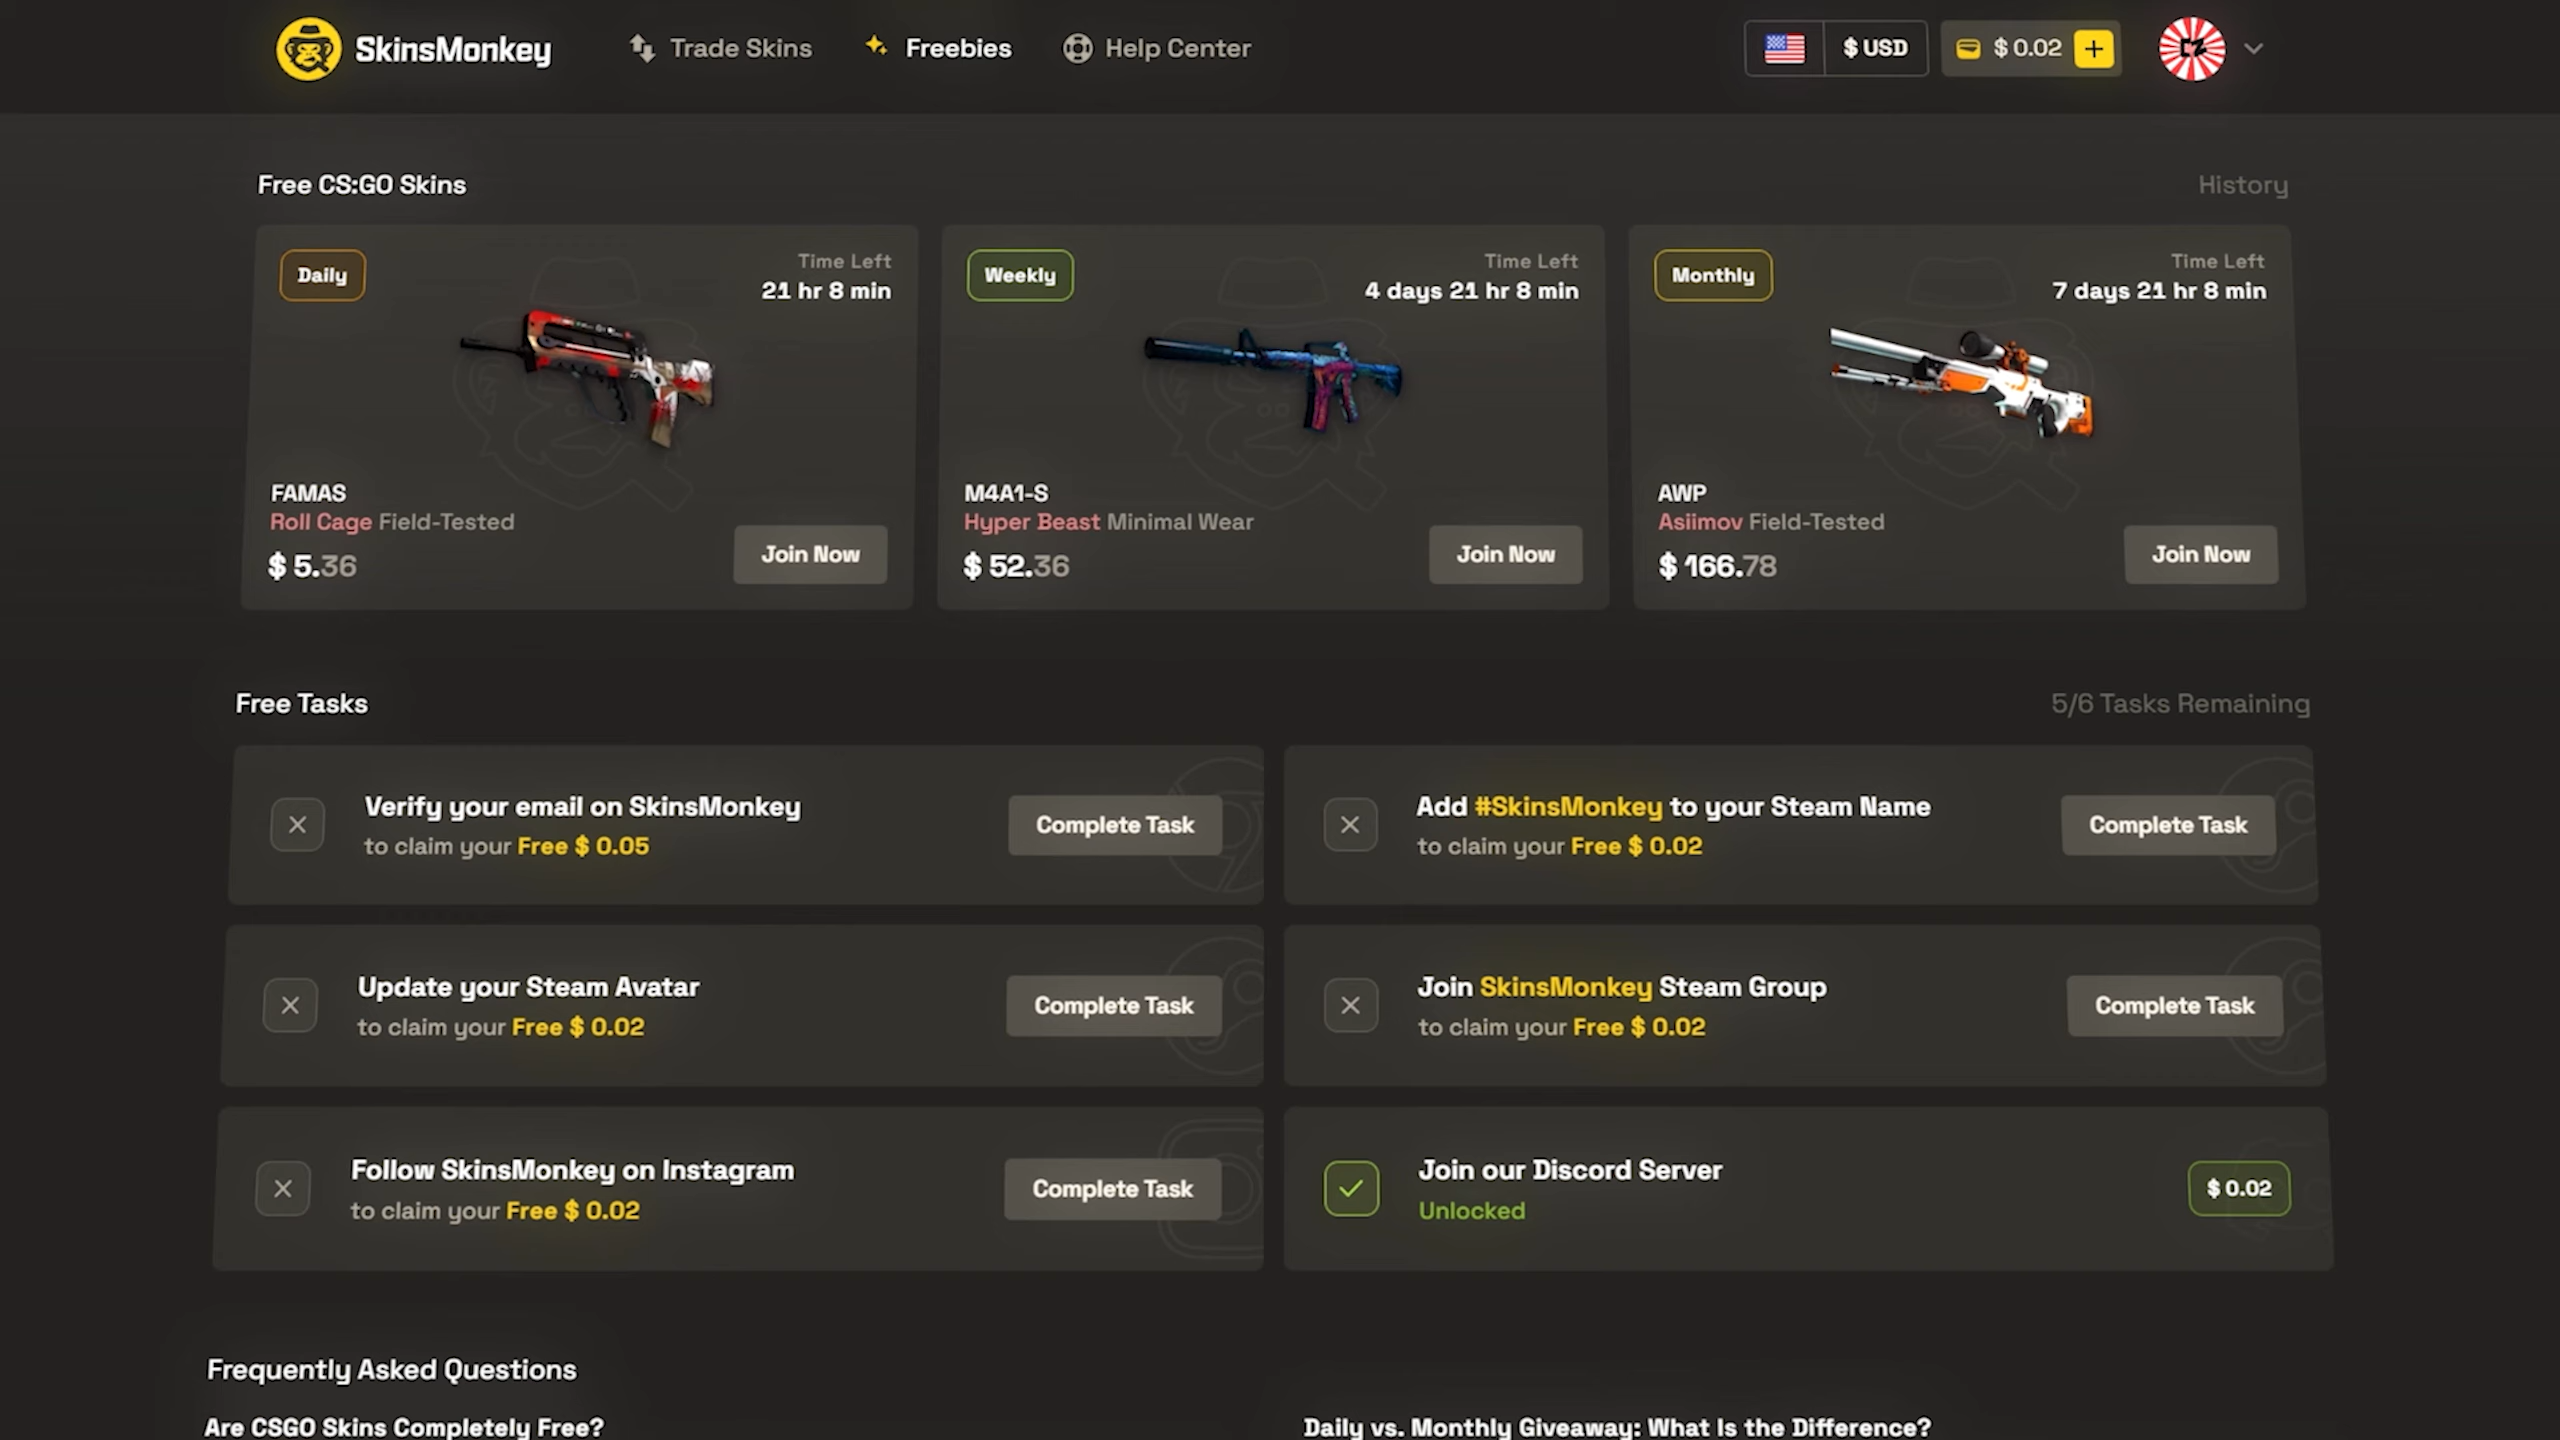 SkinsMonkey
Trade Skins
Freebies
Help Center
$ USD
$ 0.02
CZ
Free CS:GO Skins
History
Daily
Time Left
21 hr 8 min
FAMAS
Roll Cage Field-Tested
$ 5.36
Join Now
Weekly
Time Left
4 days 21 hr 8 min
M4A1-S
Hyper Beast Minimal Wear
$ 52.36
Join Now
Monthly
Time Left
7 days 21 hr 8 min
AWP
Asiimov Field-Tested
$ 166.78
Join Now
Free Tasks
5/6 Tasks Remaining
Verify your email on SkinsMonkey
to claim your Free $ 0.05
Complete Task
Add #SkinsMonkey to your Steam Name
to claim your Free $ 0.02
Complete Task
Update your Steam Avatar
to claim your Free $ 0.02
Complete Task
Join SkinsMonkey Steam Group
to claim your Free $ 0.02
Complete Task
Follow SkinsMonkey on Instagram
to claim your Free $ 0.02
Complete Task
Join our Discord Server
Unlocked
$ 0.02
Frequently Asked Questions
Are CSGO Skins Completely Free?
Daily vs. Monthly Giveaway: What Is the Difference?